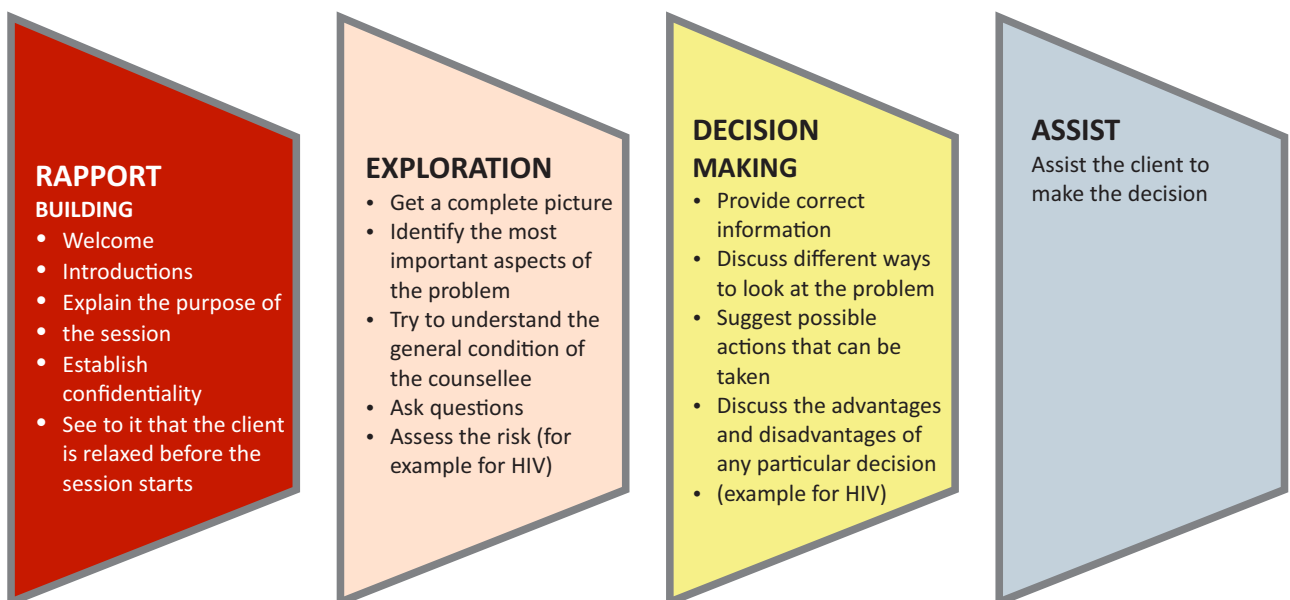 RAPPORT
BUILDING
• Welcome
• Introductions
• Explain the purpose of
• the session
• Establish
confidentiality
• See to it that the client
is relaxed before the
session starts
EXPLORATION
• Get a complete picture
• Identify the most
important aspects of
the problem
• Try to understand the
general condition of
the counsellee
• Ask questions
• Assess the risk (for
example for HIV)
DECISION
MAKING
• Provide correct
information
• Discuss different ways
to look at the problem
• Suggest possible
actions that can be
taken
• Discuss the advantages
and disadvantages of
any particular decision
• (example for HIV)
ASSIST
Assist the client to
make the decision